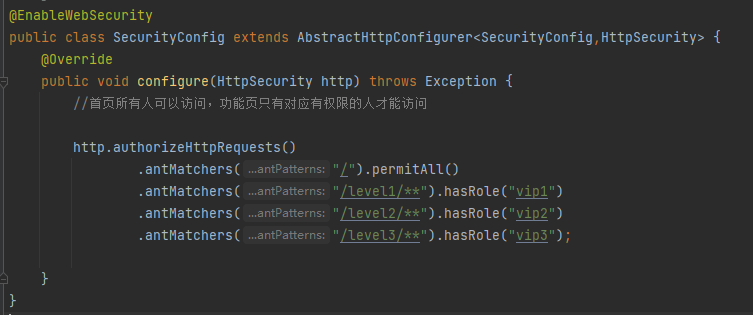 @EnableWebSecurity
public class SecurityConfig extends AbstractHttpConfigurer<SecurityConfig,HttpSecurity> {
@Override
public void configure(HttpSecurity http) throws Exception {
//首页所有人可以访问，功能页只有对应有权限的人才能访问
http.authorizeHttpRequests()
.antMatchers( ...antPatterns: "/").permitAll()
.antMatchers( ...antPatterns: "/level1/**").hasRole("vip1")
.antMatchers( ...antPatterns: "/level2/**").hasRole("vip2")
.antMatchers( ...antPatterns: "/level3/**").hasRole("vip3");
}
}